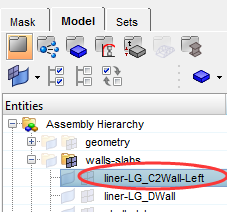 Mask Model Sets
Entities
Assembly Hierarchy
geometry
walls-slabs
liner-LG_C2Wall-Left
liner-LG_DWall